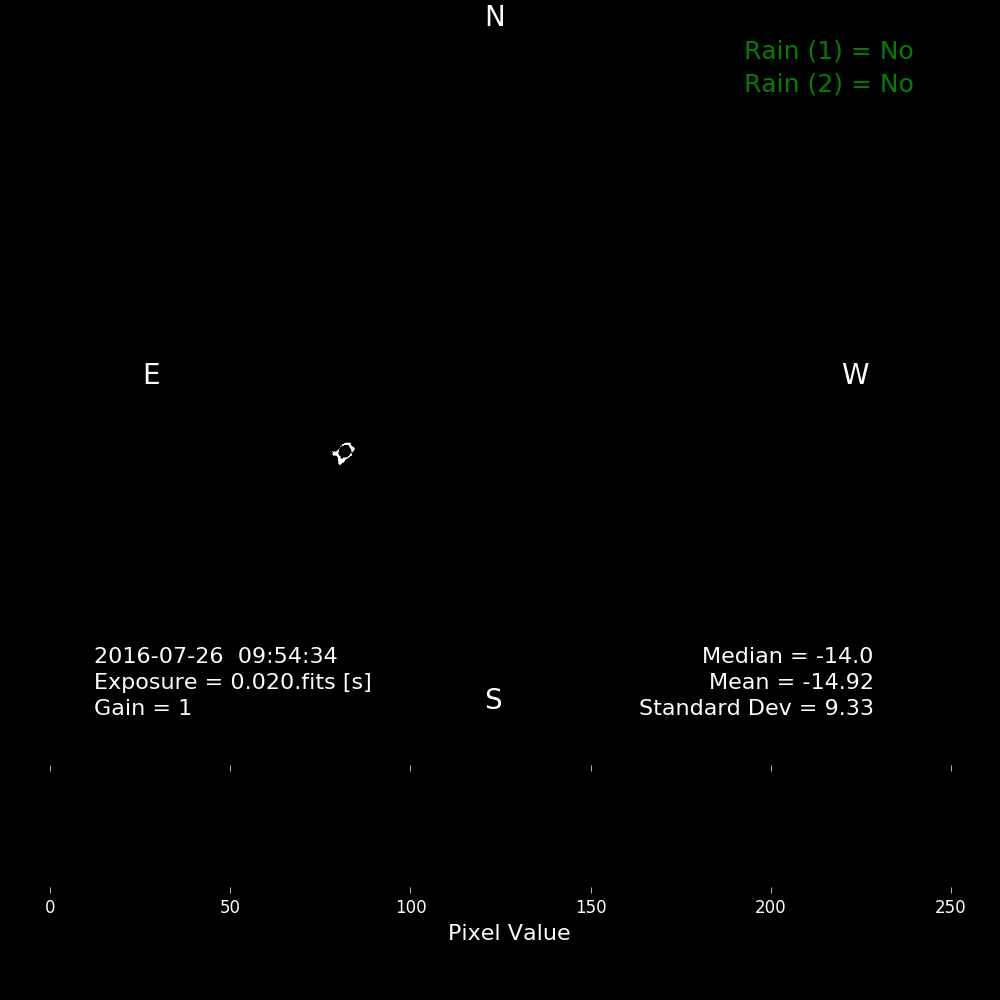 N
Rain (1) = No
Rain (2) = No
E
W
2016-07-26  09:54:34
Exposure = 0.020.fits [s]
Gain = 1
S
Median = -14.0
Mean = -14.92
Standard Dev = 9.33
0 50 100 150 200 250
Pixel Value